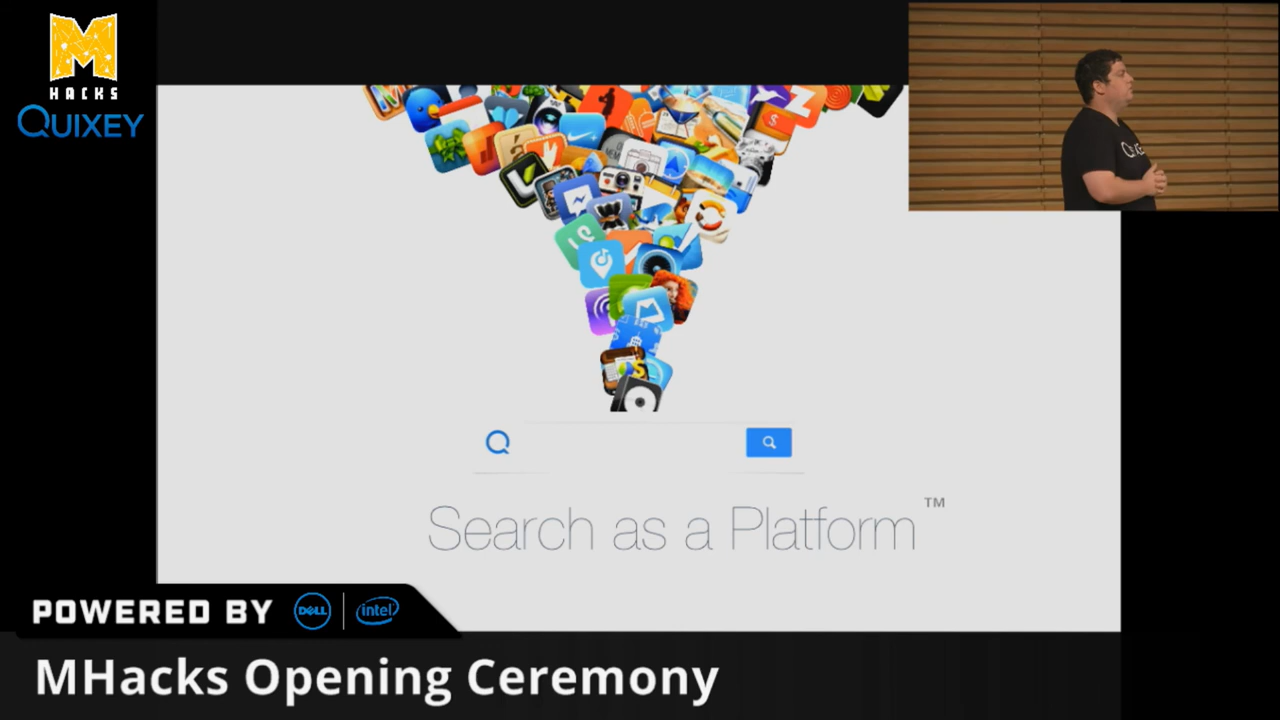 M
HACKS
QUIXEY
Search as a Platform™
POWERED BY DELL intel
MHacks Opening Ceremony